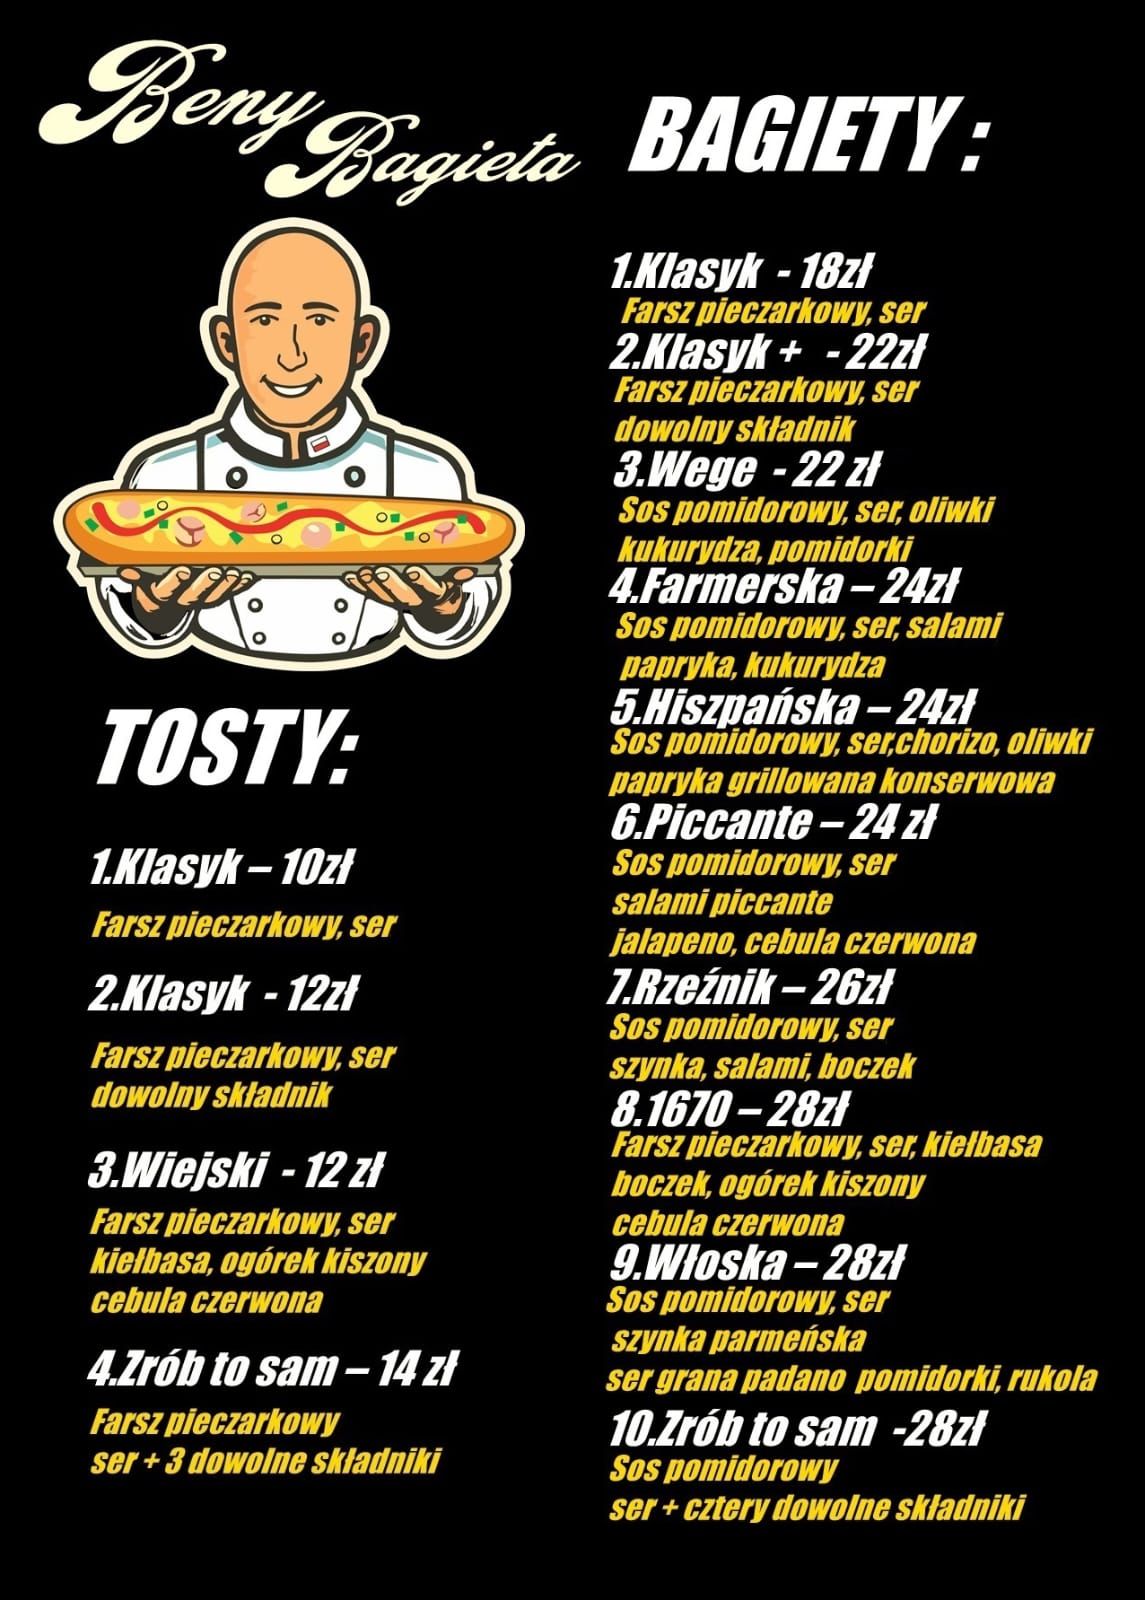 Beny
Bagieta
TOSTY:
1.Klasyk – 10zł
Farsz pieczarkowy, ser
2.Klasyk - 12zł
Farsz pieczarkowy, ser
dowolny składnik
3.Wiejski - 12 zł
Farsz pieczarkowy, ser
kiełbasa, ogórek kiszony
cebula czerwona
4.Zrób to sam – 14 zł
Farsz pieczarkowy
ser + 3 dowolne składniki
BAGIETY :
1.Klasyk - 18zł
Farsz pieczarkowy, ser
2.Klasyk + - 22zł
Farsz pieczarkowy, ser
dowolny składnik
3.Wege - 22 zł
Sos pomidorowy, ser, oliwki
kukurydza, pomidorki
4.Farmerska – 24zł
Sos pomidorowy, ser, salami
papryka, kukurydza
5.Hiszpańska – 24zł
Sos pomidorowy, ser,chorizo, oliwki
papryka grillowana konserwowa
6.Piccante – 24 zł
Sos pomidorowy, ser
salami piccante
jalapeno, cebula czerwona
7.Rzeźnik – 26zł
Sos pomidorowy, ser
szynka, salami, boczek
8.1670 – 28zł
Farsz pieczarkowy, ser, kiełbasa
boczek, ogórek kiszony
cebula czerwona
9.Włoska – 28zł
Sos pomidorowy, ser
szynka parmeńska
ser grana padano pomidorki, rukola
10.Zrób to sam -28zł
Sos pomidorowy
ser + cztery dowolne składniki